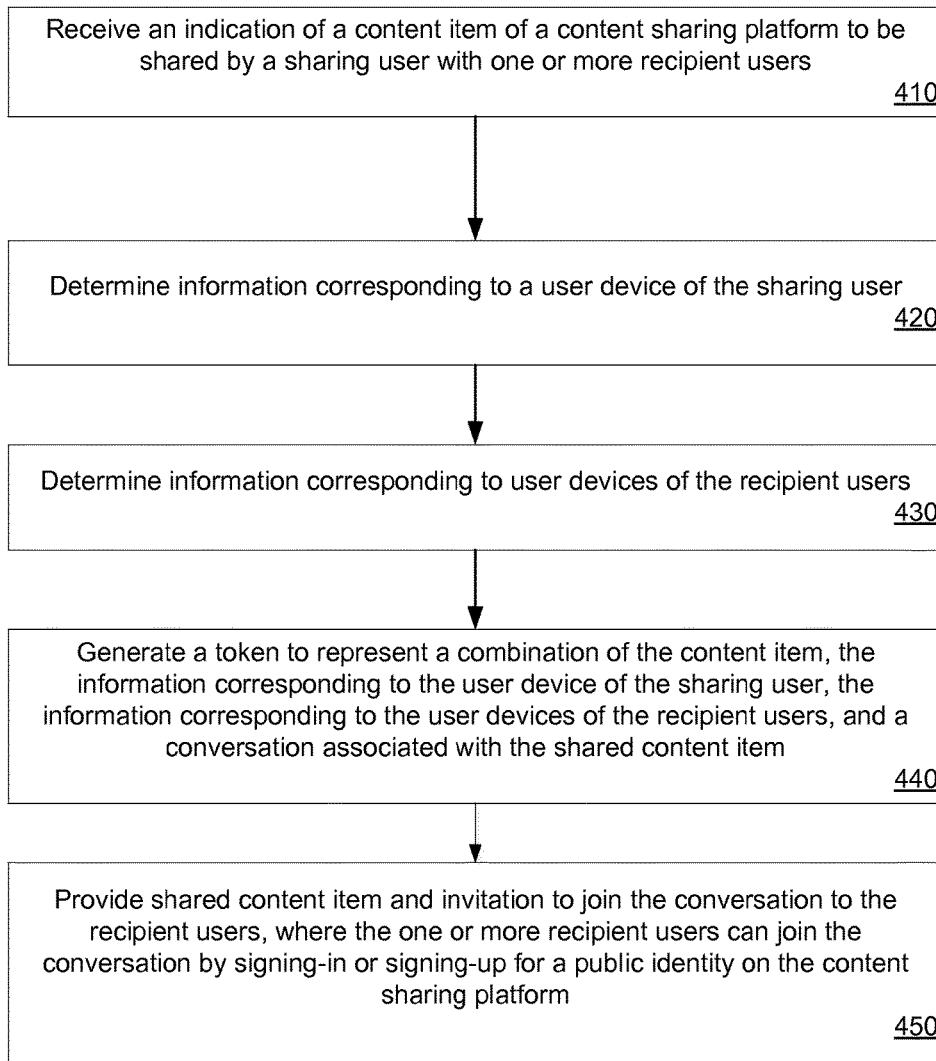 Receive an indication of a content item of a content sharing platform to be
shared by a sharing user with one or more recipient users
410
Determine information corresponding to a user device of the sharing user
420
Determine information corresponding to user devices of the recipient users
430
Generate a token to represent a combination of the content item, the
information corresponding to the user device of the sharing user, the
information corresponding to the user devices of the recipient users, and a
conversation associated with the shared content item
440
Provide shared content item and invitation to join the conversation to the
recipient users, where the one or more recipient users can join the
conversation by signing-in or signing-up for a public identity on the content
sharing platform
450